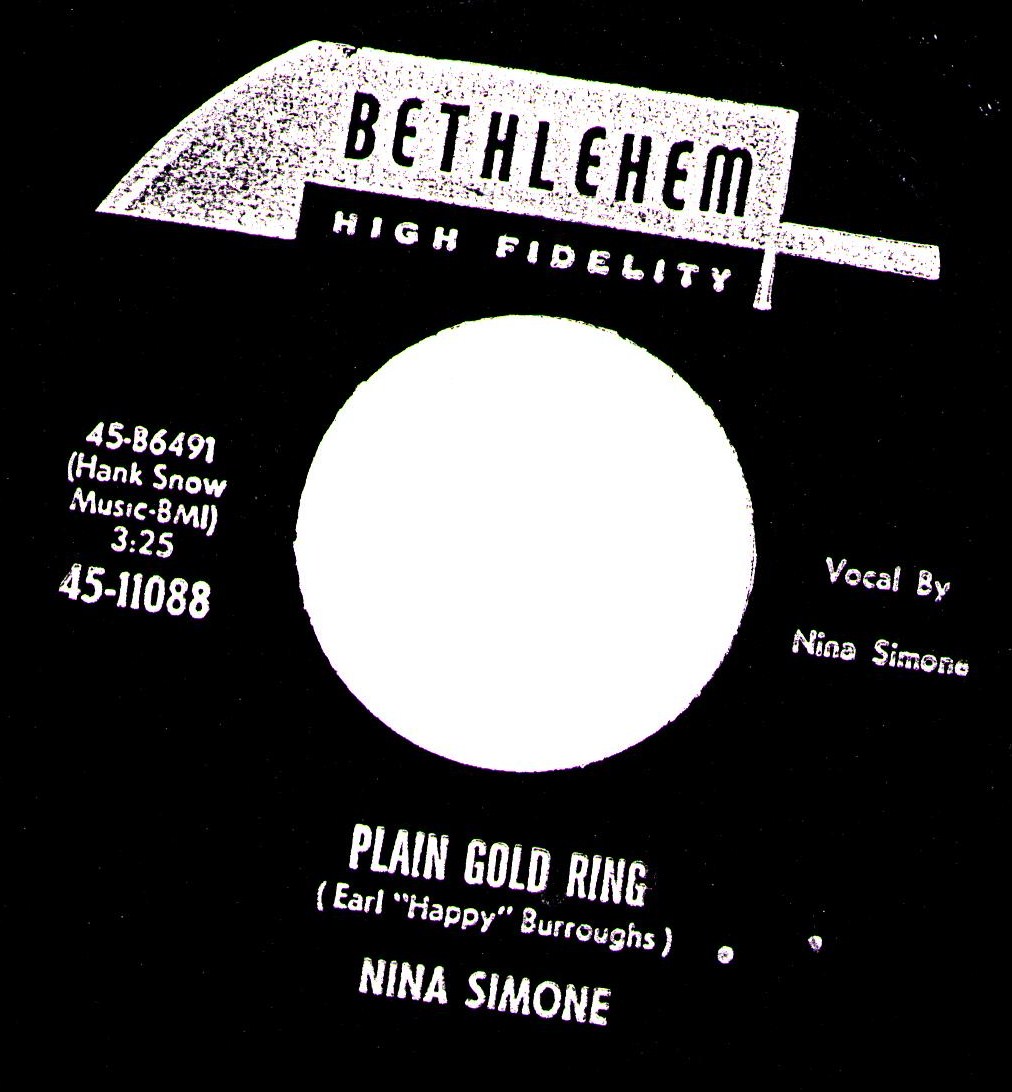 BETHLEHEM
HIGH FIDELITY
45-B6491
(Hank Snow
Music-BMI)
3:25
45-11088
Vocal By
Nina Simone
PLAIN GOLD RING
(Earl "Happy" Burroughs)
NINA SIMONE